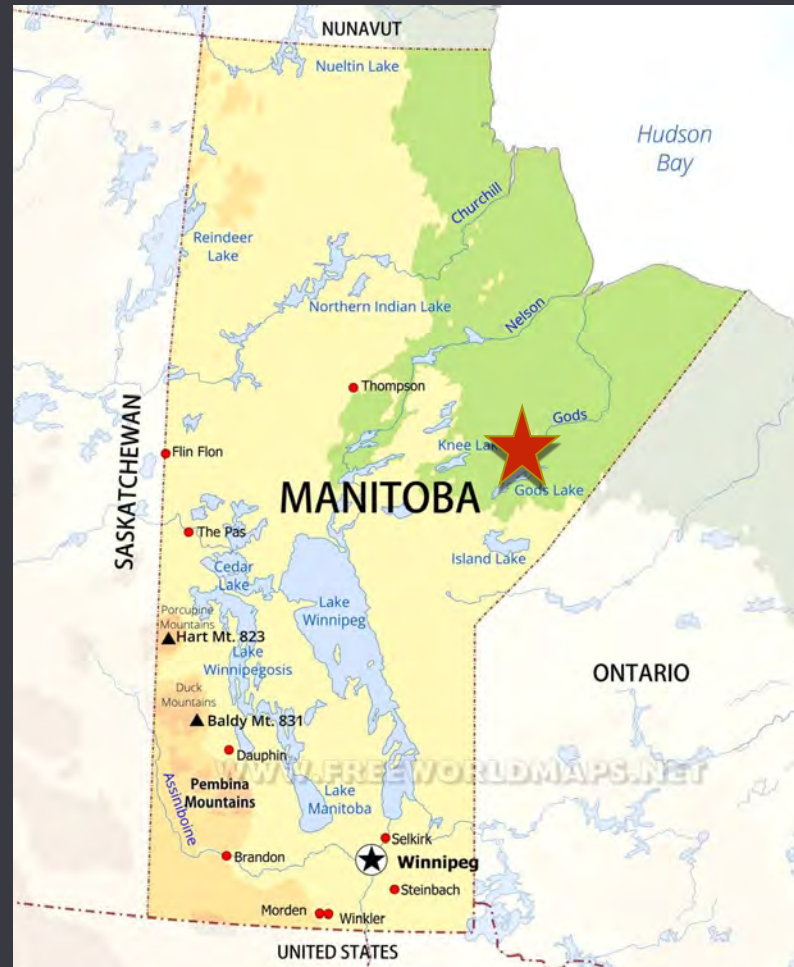 NUNAVUT
Nueltin Lake
Hudson
Bay
Churchill
Reindeer
Lake
Northern Indian Lake
Nelson
Thompson
Gods
Knee Lak
Flin Flon
SASKATCHEWAN
MANITOBA
Gods Lake
The Pas
Island Lake
Cedar
Lake
Lake
Winnipeg
Porcupine
Mountains
Hart Mt. 823
Lake
Winnipegosis
ONTARIO
Duck
Mountains
Baldy Mt. 831
Dauphin
WWW.FREEWORLDMAPS.NET
Pembina
Mountains
Lake
Manitoba
Assiniboine
Selkirk
Brandon
Winnipeg
Steinbach
Morden
Winkler
UNITED STATES